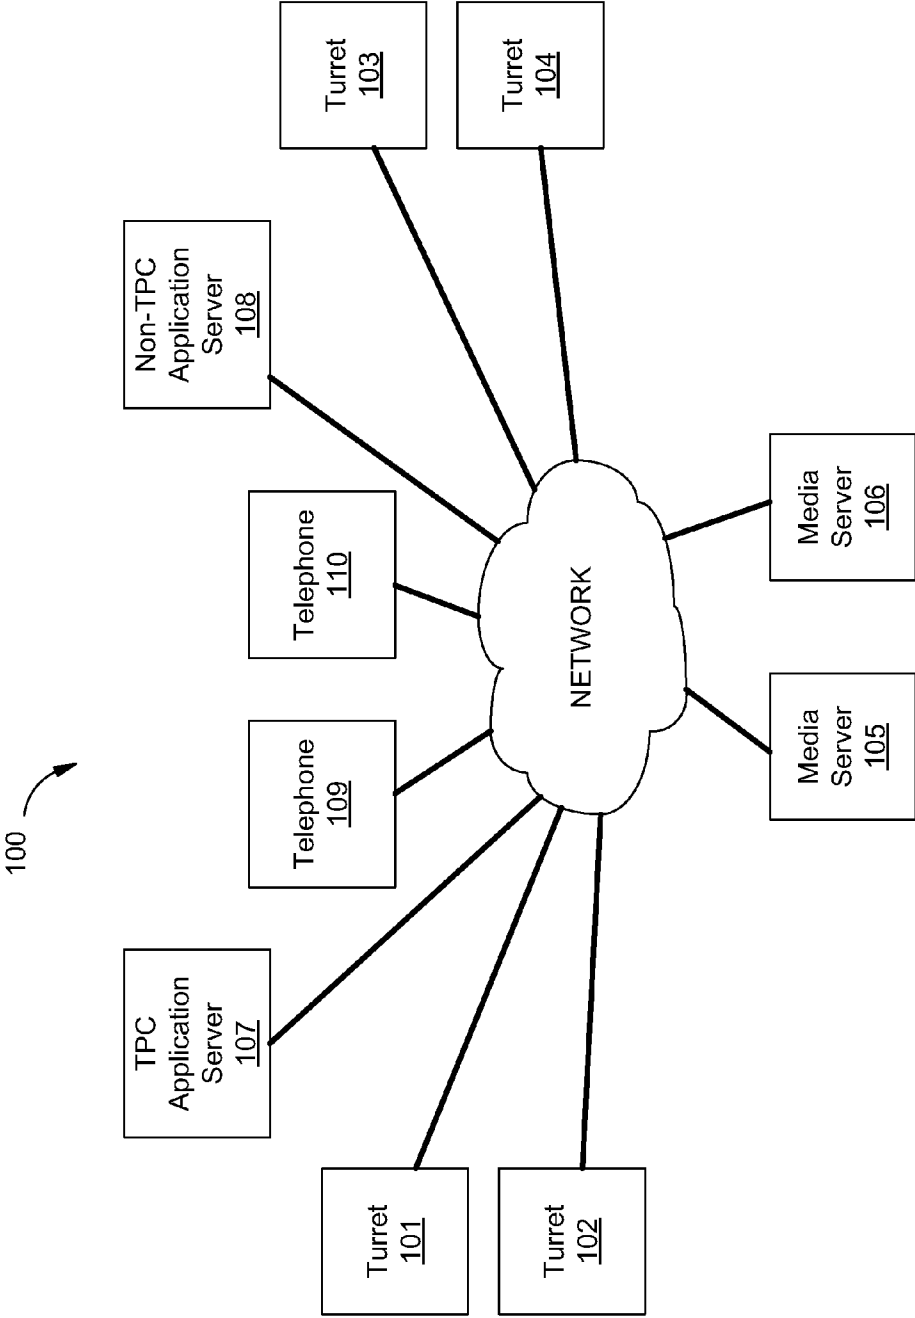 100
TPC
Application
Server
107
Telephone
109
Telephone
110
Non-TPC
Application
Server
108
Turret
101
Turret
102
NETWORK
Turret
103
Turret
104
Media
Server
105
Media
Server
106